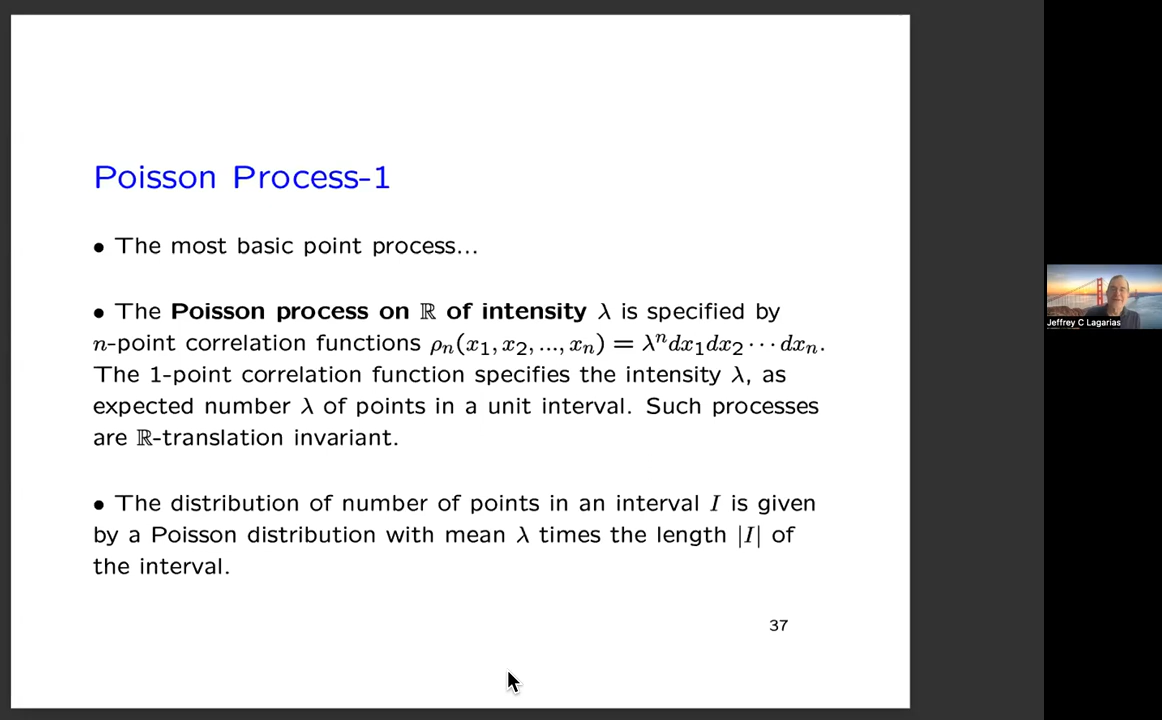 Poisson Process-1
• The most basic point process...
• The Poisson process on ℝ of intensity λ is specified by
n-point correlation functions ρₙ(x₁, x₂, ..., xₙ) = λⁿdx₁dx₂ ⋯ dxₙ.
The 1-point correlation function specifies the intensity λ, as
expected number λ of points in a unit interval. Such processes
are ℝ-translation invariant.
• The distribution of number of points in an interval I is given
by a Poisson distribution with mean λ times the length |I| of
the interval.
37
Jeffrey C Lagarias